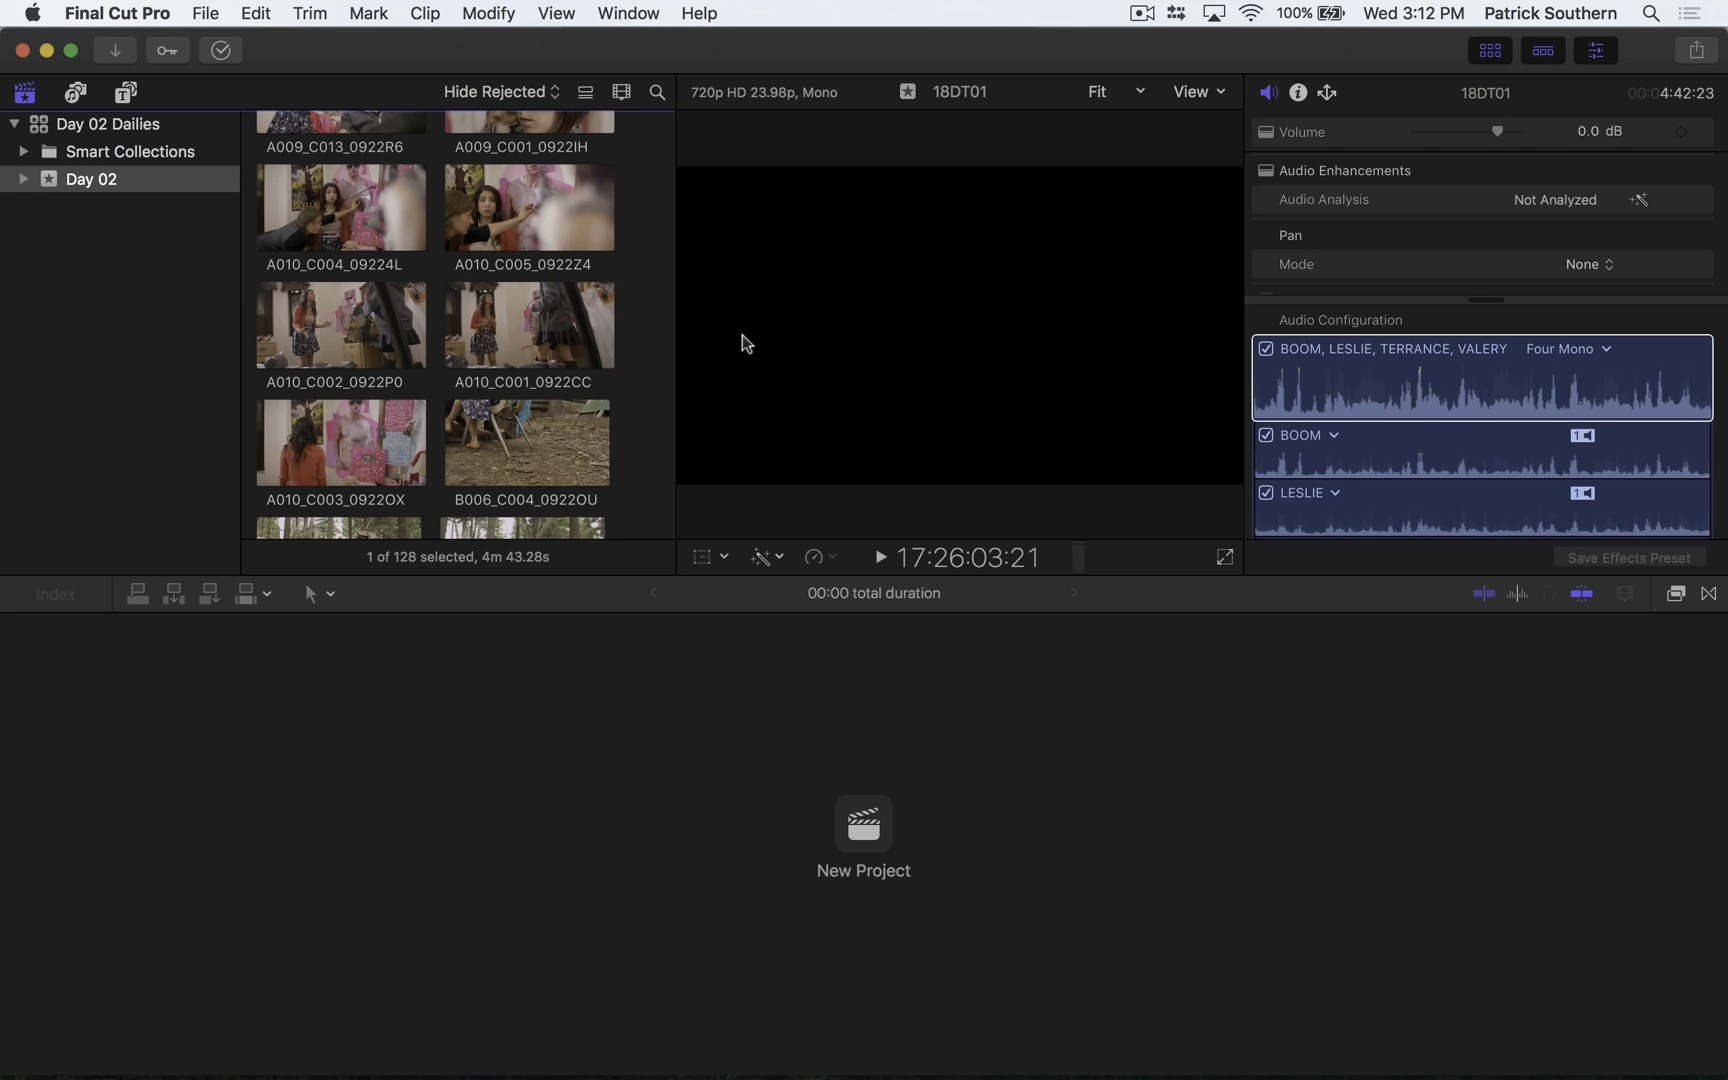 Final Cut Pro File Edit Trim Mark Clip Modify View Window Help 100% Wed 3:12 PM Patrick Southern
Hide Rejected 720p HD 23.98p, Mono 18DT01 Fit View 18DT01 00:04:42:23
Day 02 Dailies
Smart Collections
Day 02
A009_C013_0922R6 A009_C001_0922IH
A010_C004_09224L A010_C005_0922Z4
A010_C002_0922P0 A010_C001_0922CC
A010_C003_0922OX B006_C004_0922OU
1 of 128 selected, 4m 43.28s
17:26:03:21
Volume 0.0 dB
Audio Enhancements
Audio Analysis Not Analyzed
Pan
Mode None
Audio Configuration
BOOM, LESLIE, TERRANCE, VALERY Four Mono
BOOM 1
LESLIE 1
Save Effects Preset
Index 00:00 total duration
New Project